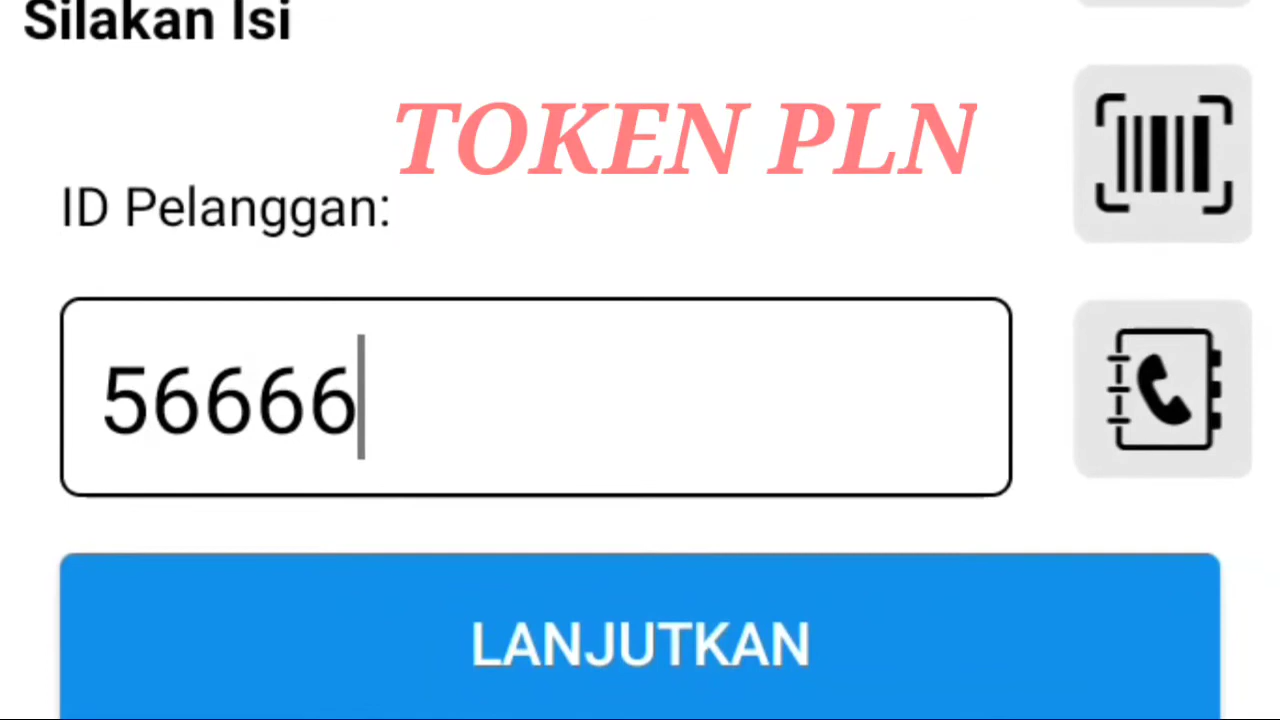 Silakan Isi
TOKEN PLN
ID Pelanggan:
56666
LANJUTKAN